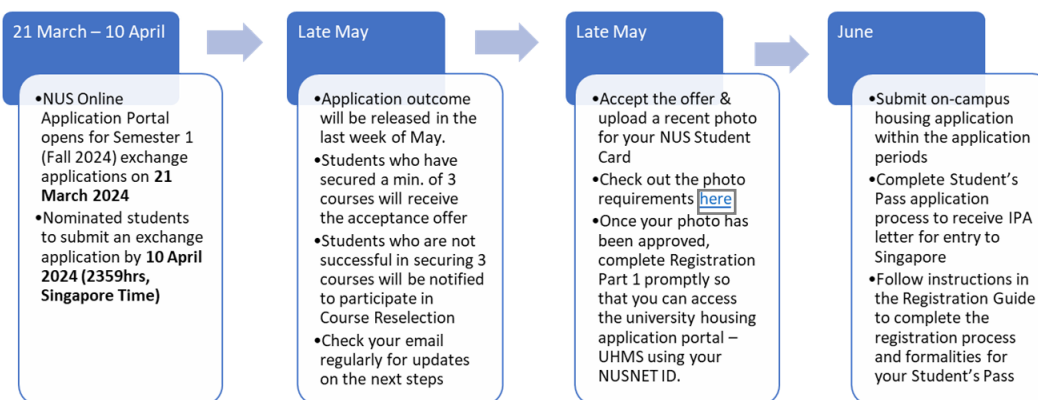 21 March – 10 April
•NUS Online
Application Portal
opens for Semester 1
(Fall 2024) exchange
applications on 21
March 2024
•Nominated students
to submit an exchange
application by 10 April
2024 (2359hrs,
Singapore Time)
Late May
•Application outcome
will be released in the
last week of May.
•Students who have
secured a min. of 3
courses will receive
the acceptance offer
•Students who are not
successful in securing 3
courses will be notified
to participate in
Course Reselection
•Check your email
regularly for updates
on the next steps
Late May
•Accept the offer &
upload a recent photo
for your NUS Student
Card
•Check out the photo
requirements here
•Once your photo has
been approved,
complete Registration
Part 1 promptly so
that you can access
the university housing
application portal –
UHMS using your
NUSNET ID.
June
•Submit on-campus
housing application
within the application
periods
•Complete Student’s
Pass application
process to receive IPA
letter for entry to
Singapore
•Follow instructions in
the Registration Guide
to complete the
registration process
and formalities for
your Student’s Pass